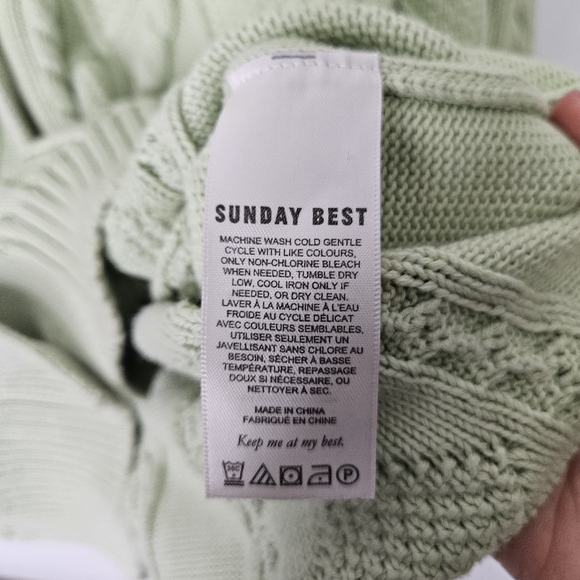 SUNDAY BEST
MACHINE WASH COLD GENTLE
CYCLE WITH LIKE COLOURS,
ONLY NON-CHLORINE BLEACH
WHEN NEEDED, TUMBLE DRY
LOW, COOL IRON ONLY IF
NEEDED, OR DRY CLEAN.
LAVER À LA MACHINE À L'EAU
FROIDE AU CYCLE DÉLICAT
AVEC COULEURS SEMBLABLES.
UTILISER SEULEMENT UN
JAVELLISANT SANS CHLORE AU
BESOIN, SÉCHER À BASSE
TEMPÉRATURE, REPASSAGE
DOUX SI NÉCESSAIRE, OU
NETTOYER À SEC.
MADE IN CHINA
FABRIQUÉ EN CHINE
Keep me at my best.
30C P